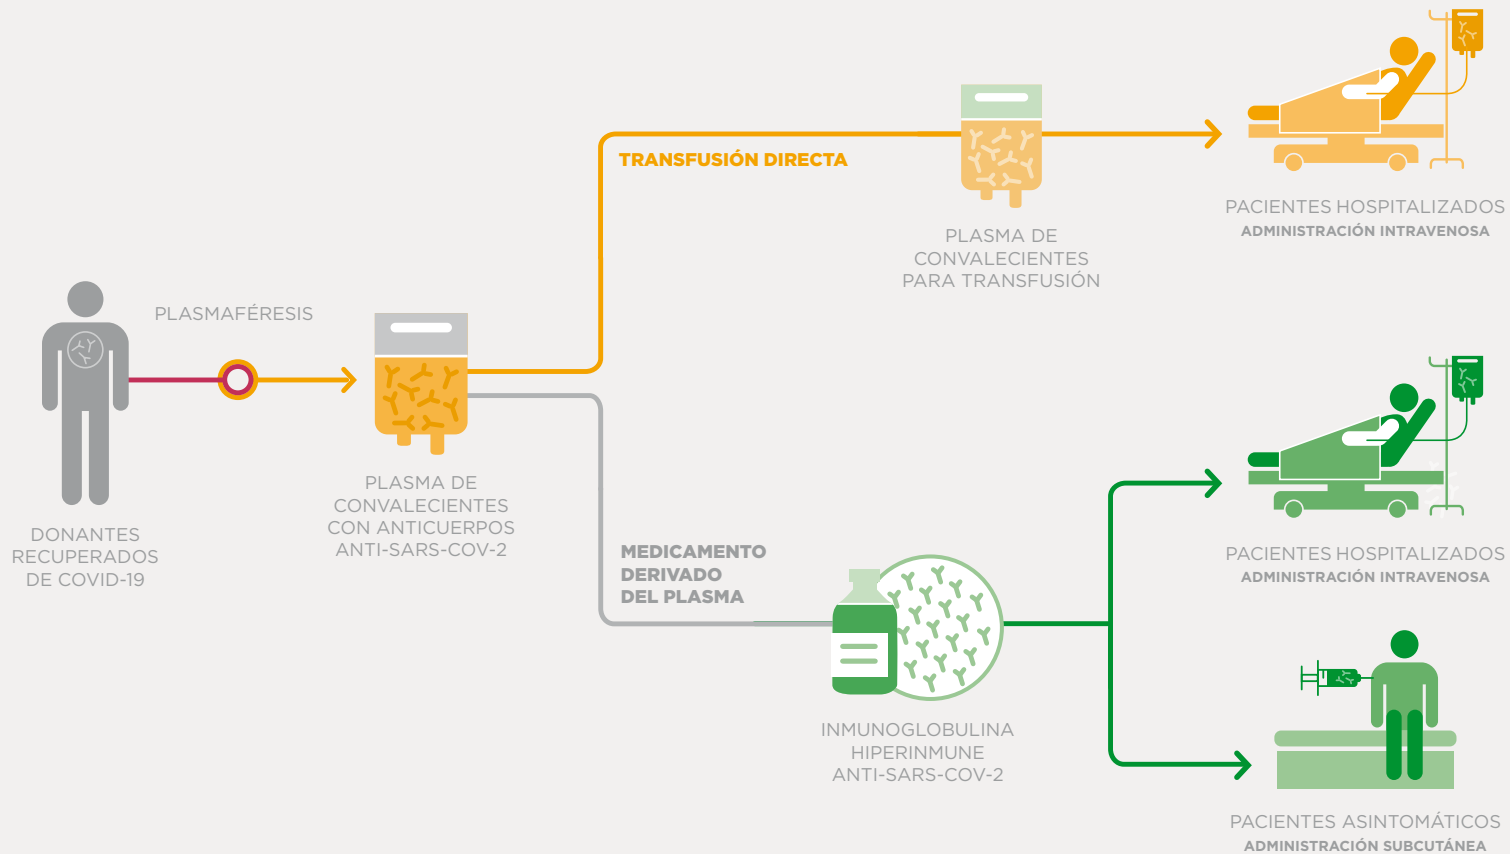 DONANTES
RECUPERADOS
DE COVID-19
PLASMAFÉRESIS
PLASMA DE
CONVALECIENTES
CON ANTICUERPOS
ANTI-SARS-COV-2
TRANSFUSIÓN DIRECTA
PLASMA DE
CONVALECIENTES
PARA TRANSFUSIÓN
PACIENTES HOSPITALIZADOS
ADMINISTRACIÓN INTRAVENOSA
MEDICAMENTO
DERIVADO
DEL PLASMA
INMUNOGLOBULINA
HIPERINMUNE
ANTI-SARS-COV-2
PACIENTES HOSPITALIZADOS
ADMINISTRACIÓN INTRAVENOSA
PACIENTES ASINTOMÁTICOS
ADMINISTRACIÓN SUBCUTÁNEA